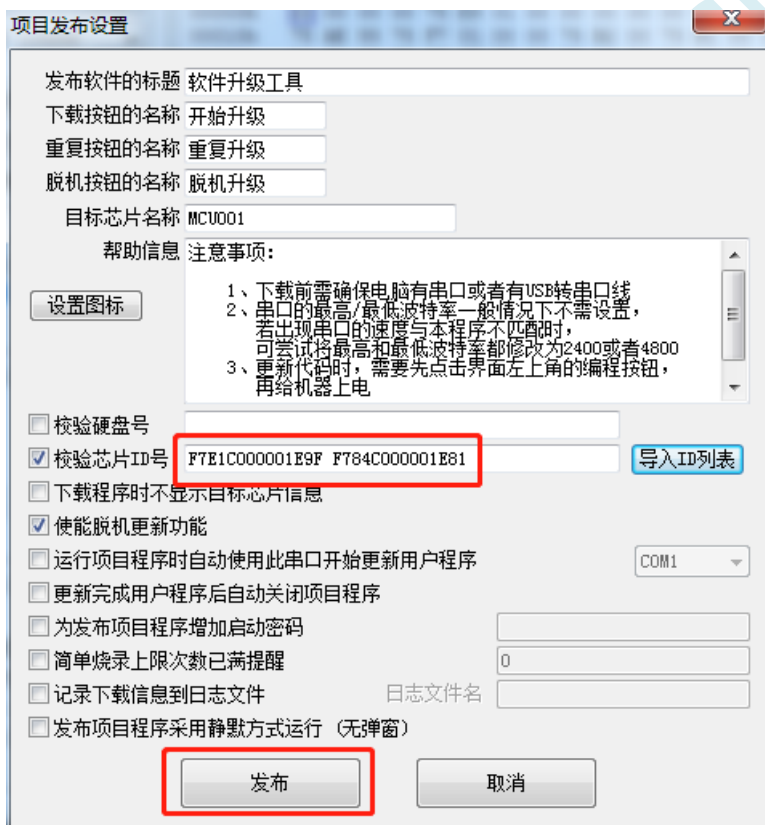 项目发布设置
发布软件的标题 软件升级工具
下载按钮的名称 开始升级
重复按钮的名称 重复升级
脱机按钮的名称 脱机升级
目标芯片名称 MCU001
帮助信息 注意事项:
1、下载前需确保电脑有串口或者有USB转串口线
2、串口的最高/最低波特率一般情况下不需设置,
若出现串口的速度与本程序不匹配时,
可尝试将最高和最低波特率都修改为2400或者4800
3、更新代码时,需要先点击界面左上角的编程按钮,
再给机器上电
设置图标
校验硬盘号
校验芯片ID号 F7E1C000001E9F F784C000001E81 导入ID列表
下载程序时不显示目标芯片信息
使能脱机更新功能
运行项目程序时自动使用此串口开始更新用户程序 COM1
更新完成用户程序后自动关闭项目程序
为发布项目程序增加启动密码
简单烧录上限次数已满提醒 0
记录下载信息到日志文件 日志文件名
发布项目程序采用静默方式运行 (无弹窗)
发布 取消